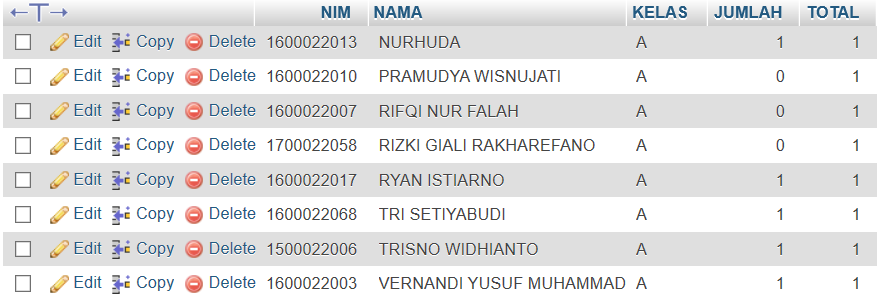 ←T→ NIM NAMA KELAS JUMLAH TOTAL
Edit Copy Delete 1600022013 NURHUDA A 1 1
Edit Copy Delete 1600022010 PRAMUDYA WISNUJATI A 0 1
Edit Copy Delete 1600022007 RIFQI NUR FALAH A 0 1
Edit Copy Delete 1700022058 RIZKI GIALI RAKHAREFANO A 0 1
Edit Copy Delete 1600022017 RYAN ISTIARNO A 1 1
Edit Copy Delete 1600022068 TRI SETIYABUDI A 1 1
Edit Copy Delete 1500022006 TRISNO WIDHIANTO A 1 1
Edit Copy Delete 1600022003 VERNANDI YUSUF MUHAMMAD A 1 1